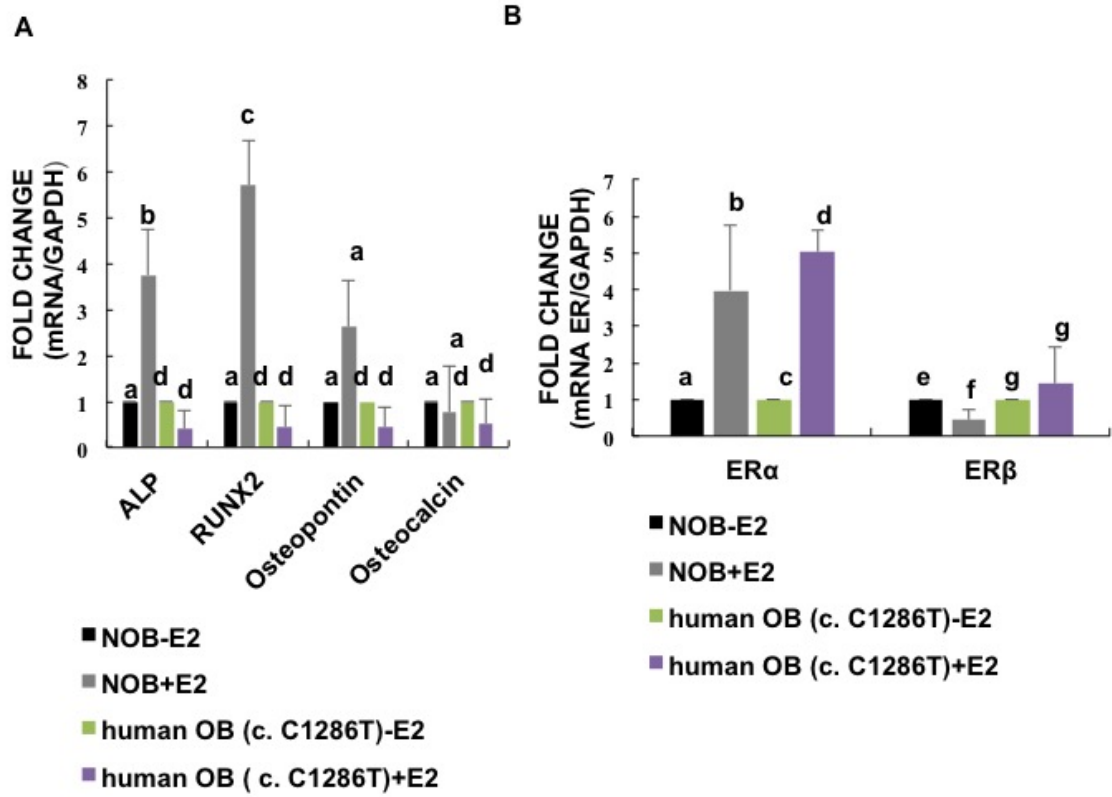 A
FOLD CHANGE
(mRNA/GAPDH)
8
7
6
5
4
3
2
1
0
b
c
a
a
a d d
a d d
a d d
a d d
ALP
RUNX2
Osteopontin
Osteocalcin
NOB-E2
NOB+E2
human OB (c. C1286T)-E2
human OB ( c. C1286T)+E2
B
FOLD CHANGE
(mRNA ER/GAPDH)
7
6
5
4
3
2
1
0
a b c d
e f g g
ERα
ERβ
NOB-E2
NOB+E2
human OB (c. C1286T)-E2
human OB (c. C1286T)+E2